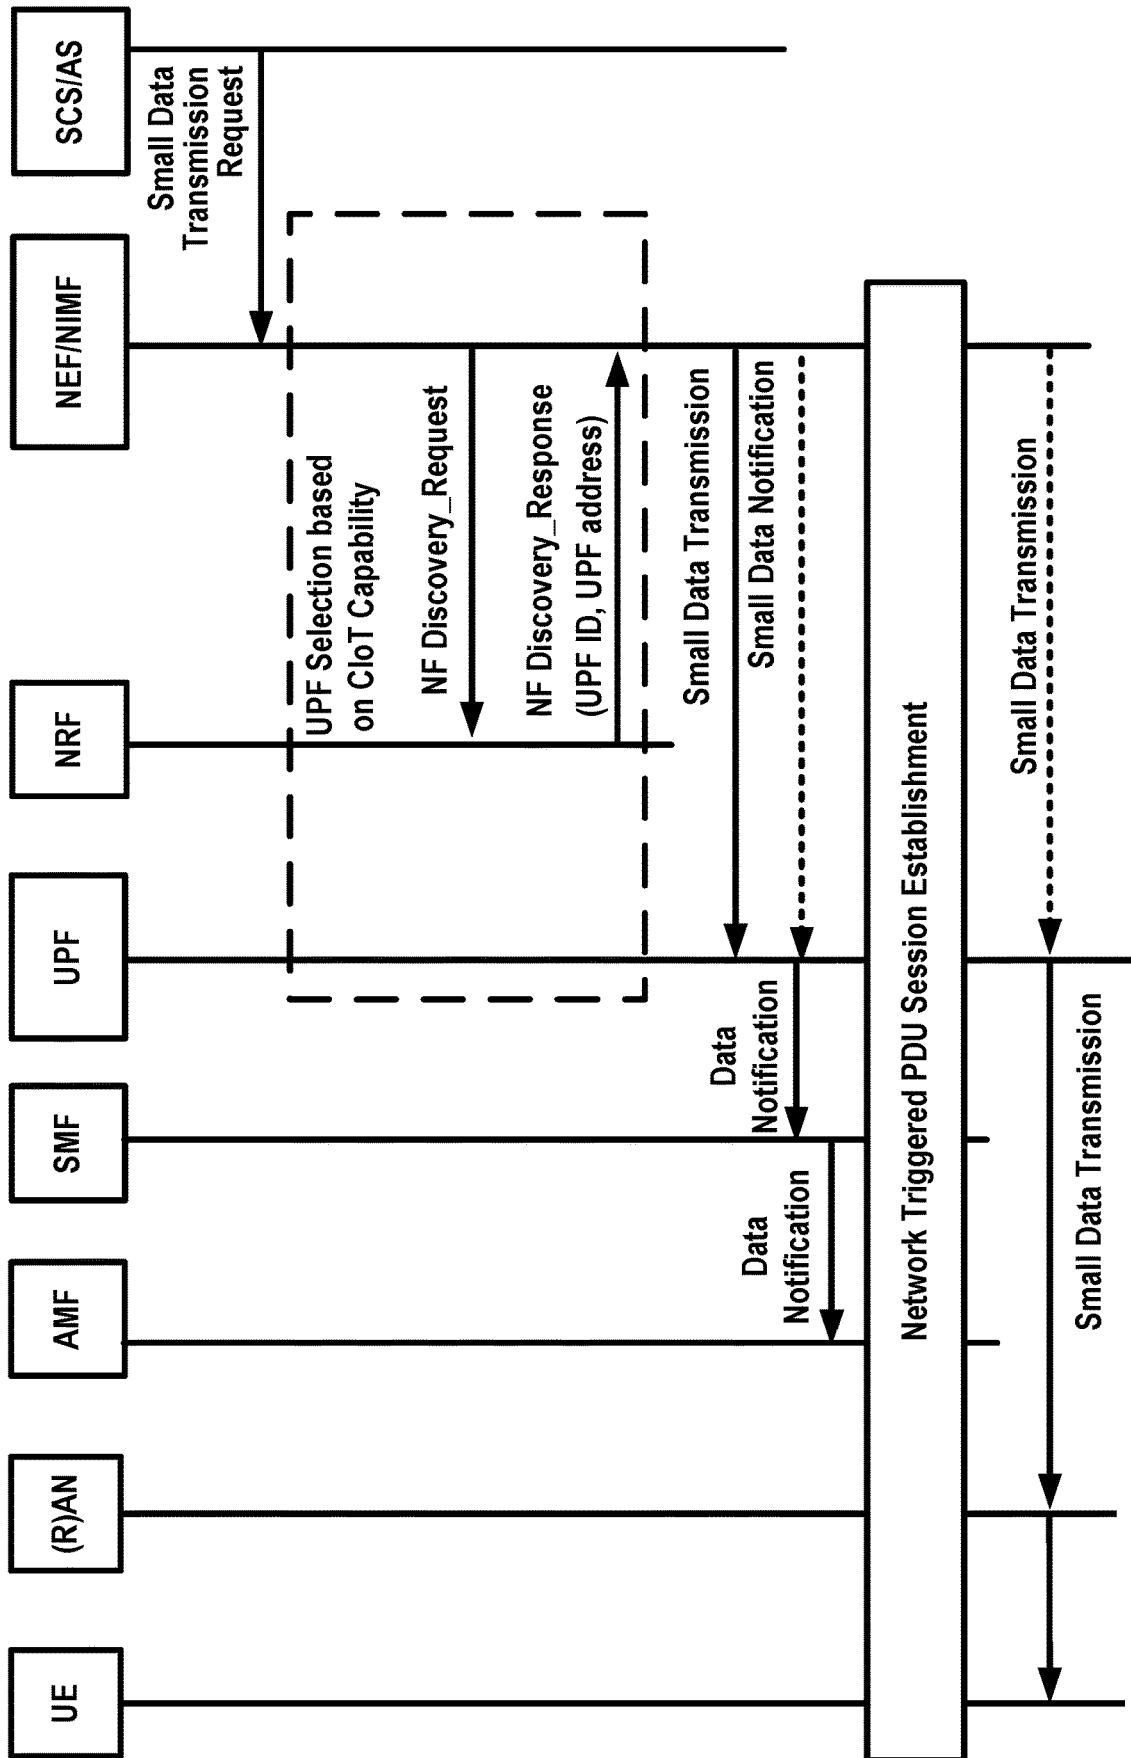 UE
(R)AN
AMF
SMF
UPF
NRF
NEF/NIMF
SCS/AS
Small Data
Transmission
Request
UPF Selection based
on CIoT Capability
NF Discovery_Request
NF Discovery_Response
(UPF ID, UPF address)
Small Data Transmission
Small Data Notification
Data
Notification
Data
Notification
Network Triggered PDU Session Establishment
Small Data Transmission
Small Data Transmission